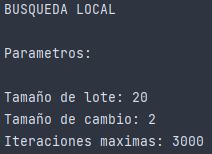 BUSQUEDA LOCAL
Parametros:
Tamaño de lote: 20
Tamaño de cambio: 2
Iteraciones maximas: 3000